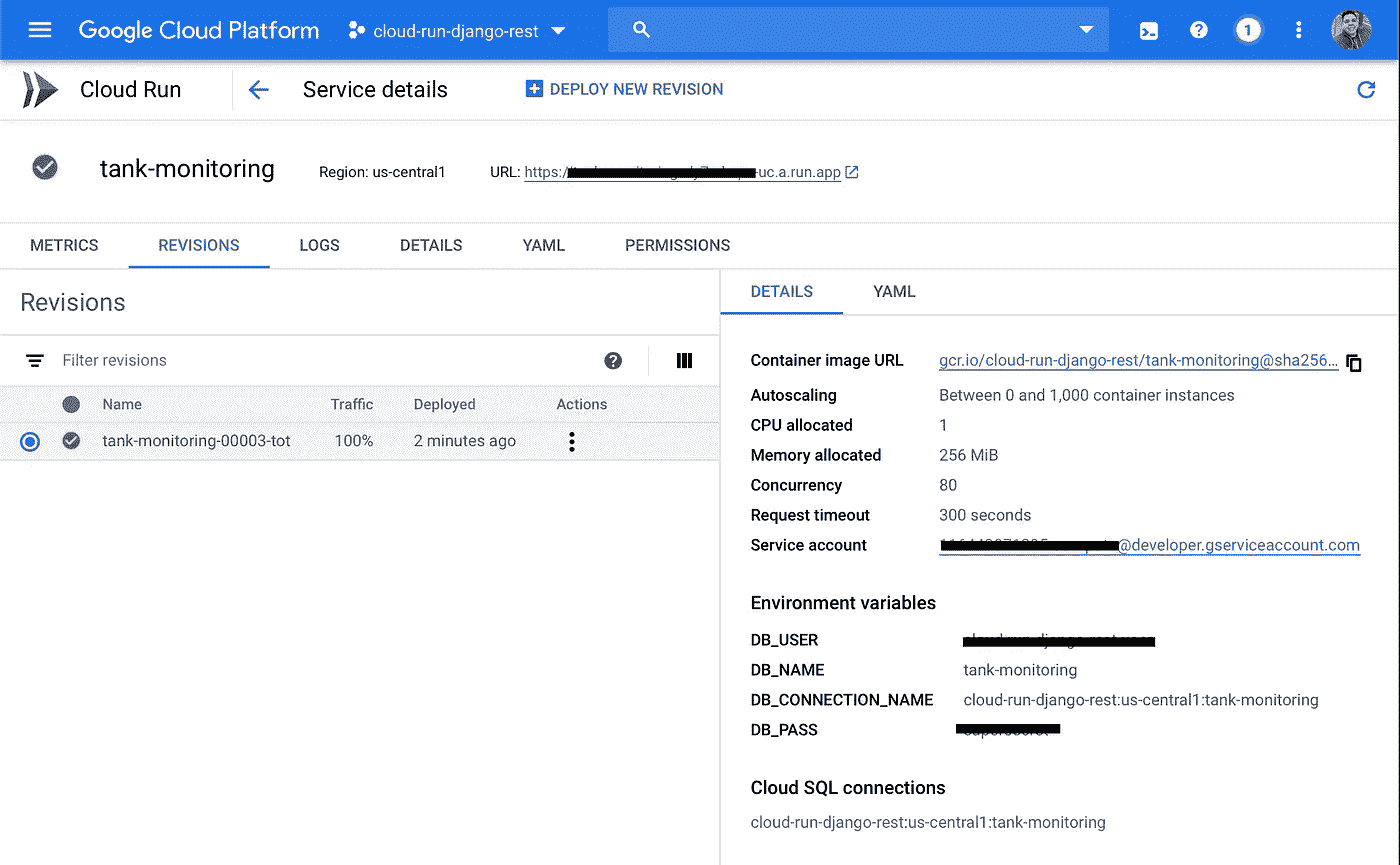 Google Cloud Platform cloud-run-django-rest 1
Cloud Run Service details DEPLOY NEW REVISION
tank-monitoring Region: us-central1 URL: https:/ -uc.a.run.app
METRICS REVISIONS LOGS DETAILS YAML PERMISSIONS
Revisions
Filter revisions
Name Traffic Deployed Actions
tank-monitoring-00003-tot 100% 2 minutes ago
DETAILS YAML
Container image URL gcr.io/cloud-run-django-rest/tank-monitoring@sha256...
Autoscaling Between 0 and 1,000 container instances
CPU allocated 1
Memory allocated 256 MiB
Concurrency 80
Request timeout 300 seconds
Service account @developer.gserviceaccount.com
Environment variables
DB_USER
DB_NAME tank-monitoring
DB_CONNECTION_NAME cloud-run-django-rest:us-central1:tank-monitoring
DB_PASS
Cloud SQL connections
cloud-run-django-rest:us-central1:tank-monitoring